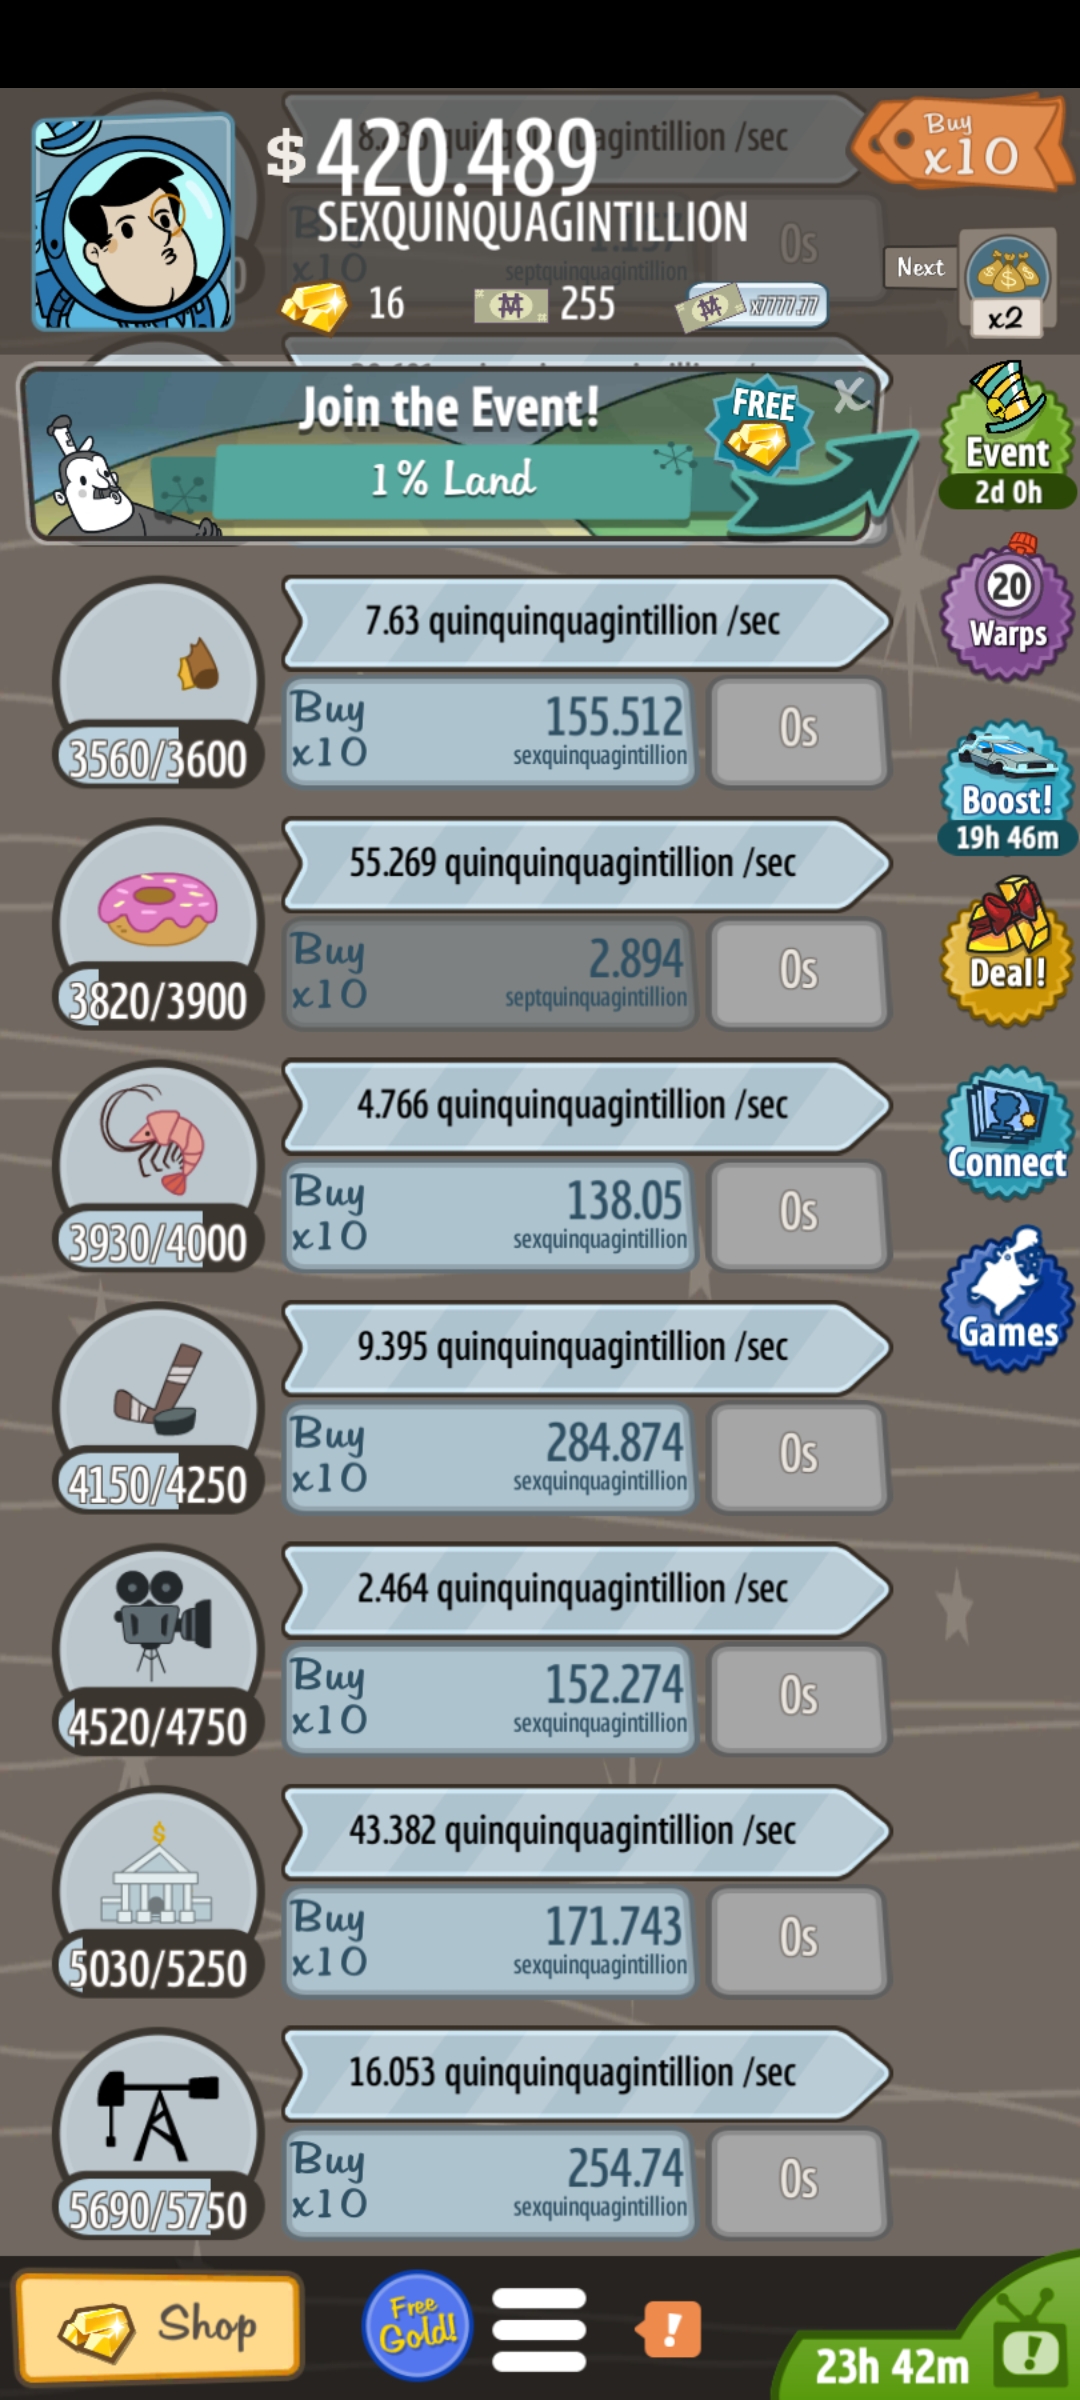 quinquagintillion /sec
Buy
x10
$420.489
SEXQUINQUAGINTILLION
Buy
x10
septquinquagintillion
0s
16
255
x7777.77
Next
x2
Join the Event!
1% Land
FREE
X
Event
2d 0h
7.63 quinquinquagintillion /sec
Buy
x10
155.512
sexquinquagintillion
0s
3560/3600
20
Warps
55.269 quinquinquagintillion /sec
Buy
x10
2.894
septquinquagintillion
0s
3820/3900
Boost!
19h 46m
Deal!
4.766 quinquinquagintillion /sec
Buy
x10
138.05
sexquinquagintillion
0s
3930/4000
Connect
9.395 quinquinquagintillion /sec
Buy
x10
284.874
sexquinquagintillion
0s
4150/4250
Games
2.464 quinquinquagintillion /sec
Buy
x10
152.274
sexquinquagintillion
0s
4520/4750
43.382 quinquinquagintillion /sec
Buy
x10
171.743
sexquinquagintillion
0s
5030/5250
$
16.053 quinquinquagintillion /sec
Buy
x10
254.74
sexquinquagintillion
0s
5690/5750
Shop
Free
Gold!
!
23h 42m
!